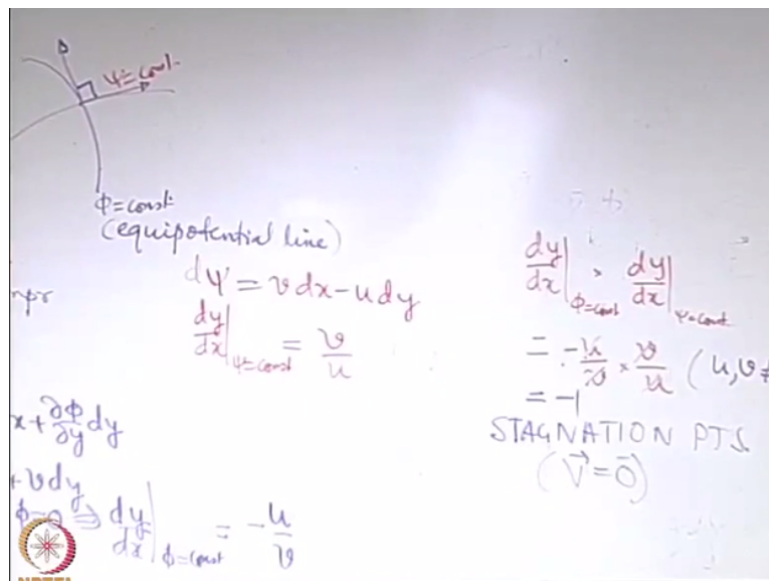 ψ=const
φ=const
(equipotential line)
dψ = v dx - u dy
dy/dx|ψ=const = v/u
x + ∂φ/∂y dy
+ v dy
φ=0 ⇒ dy/dx|φ=const = -u/v
dy/dx|φ=const × dy/dx|ψ=const
= -u/v × v/u (u, v ≠
= -1
STAGNATION PTS.
(V⃗=0⃗)